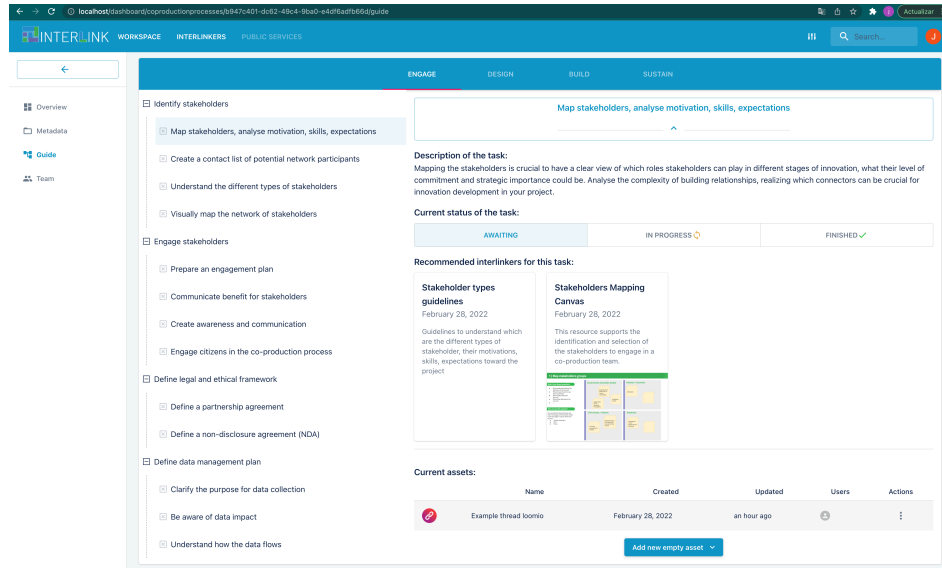 localhost/dashboard/coproductionprocesses/b947c401-dc62-49c4-9ba0-e4df6adfb66d/guide
Actualizar
INTERLINK
WORKSPACE
INTERLINKERS
PUBLIC SERVICES
Search...
J
Overview
Metadata
Guide
Team
ENGAGE
DESIGN
BUILD
SUSTAIN
Identify stakeholders
Map stakeholders, analyse motivation, skills, expectations
Create a contact list of potential network participants
Understand the different types of stakeholders
Visually map the network of stakeholders
Engage stakeholders
Prepare an engagement plan
Communicate benefit for stakeholders
Create awareness and communication
Engage citizens in the co-production process
Define legal and ethical framework
Define a partnership agreement
Define a non-disclosure agreement (NDA)
Define data management plan
Clarify the purpose for data collection
Be aware of data impact
Understand how the data flows
Map stakeholders, analyse motivation, skills, expectations
Description of the task:
Mapping the stakeholders is crucial to have a clear view of which roles stakeholders can play in different stages of innovation, what their level of
commitment and strategic importance could be. Analyse the complexity of building relationships, realizing which connectors can be crucial for
innovation development in your project.
Current status of the task:
AWAITING
IN PROGRESS
FINISHED
Recommended interlinkers for this task:
Stakeholder types
guidelines
February 28, 2022
Guidelines to understand which
are the different types of
stakeholder, their motivations,
skills, expectations toward the
project
Stakeholders Mapping
Canvas
February 28, 2022
This resource supports the
identification and selection of
the stakeholders to engage in a
co-production team.
Current assets:
Name
Created
Updated
Users
Actions
Example thread loomio
February 28, 2022
an hour ago
Add new empty asset